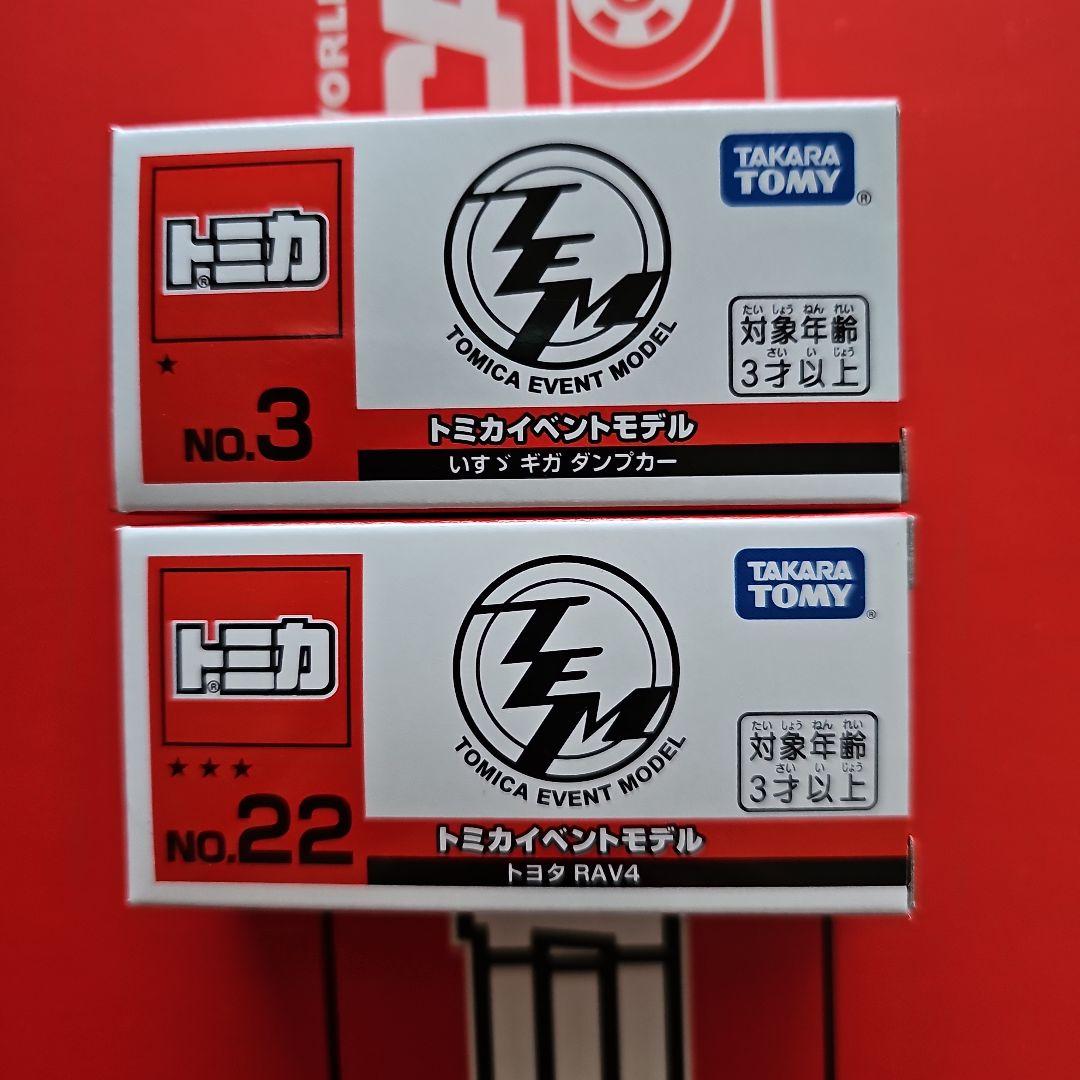 WORL
トミカ
®
★
NO.3
TEM
TOMICA EVENT MODEL
TAKARA
TOMY
®
たいしょうねんれい
対象年齢
さい い じょう
3才以上
トミカイベントモデル
いすゞ ギガ ダンプカー
トミカ
®
★★★
NO.22
TEM
TOMICA EVENT MODEL
TAKARA
TOMY
®
たいしょうねんれい
対象年齢
さい い じょう
3才以上
トミカイベントモデル
トヨタ RAV4